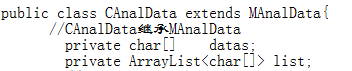 public class CAnalData extends MAnalData{
//CAnalData继承MAnalData
private char[] datas;
private ArrayList<char[]> list;